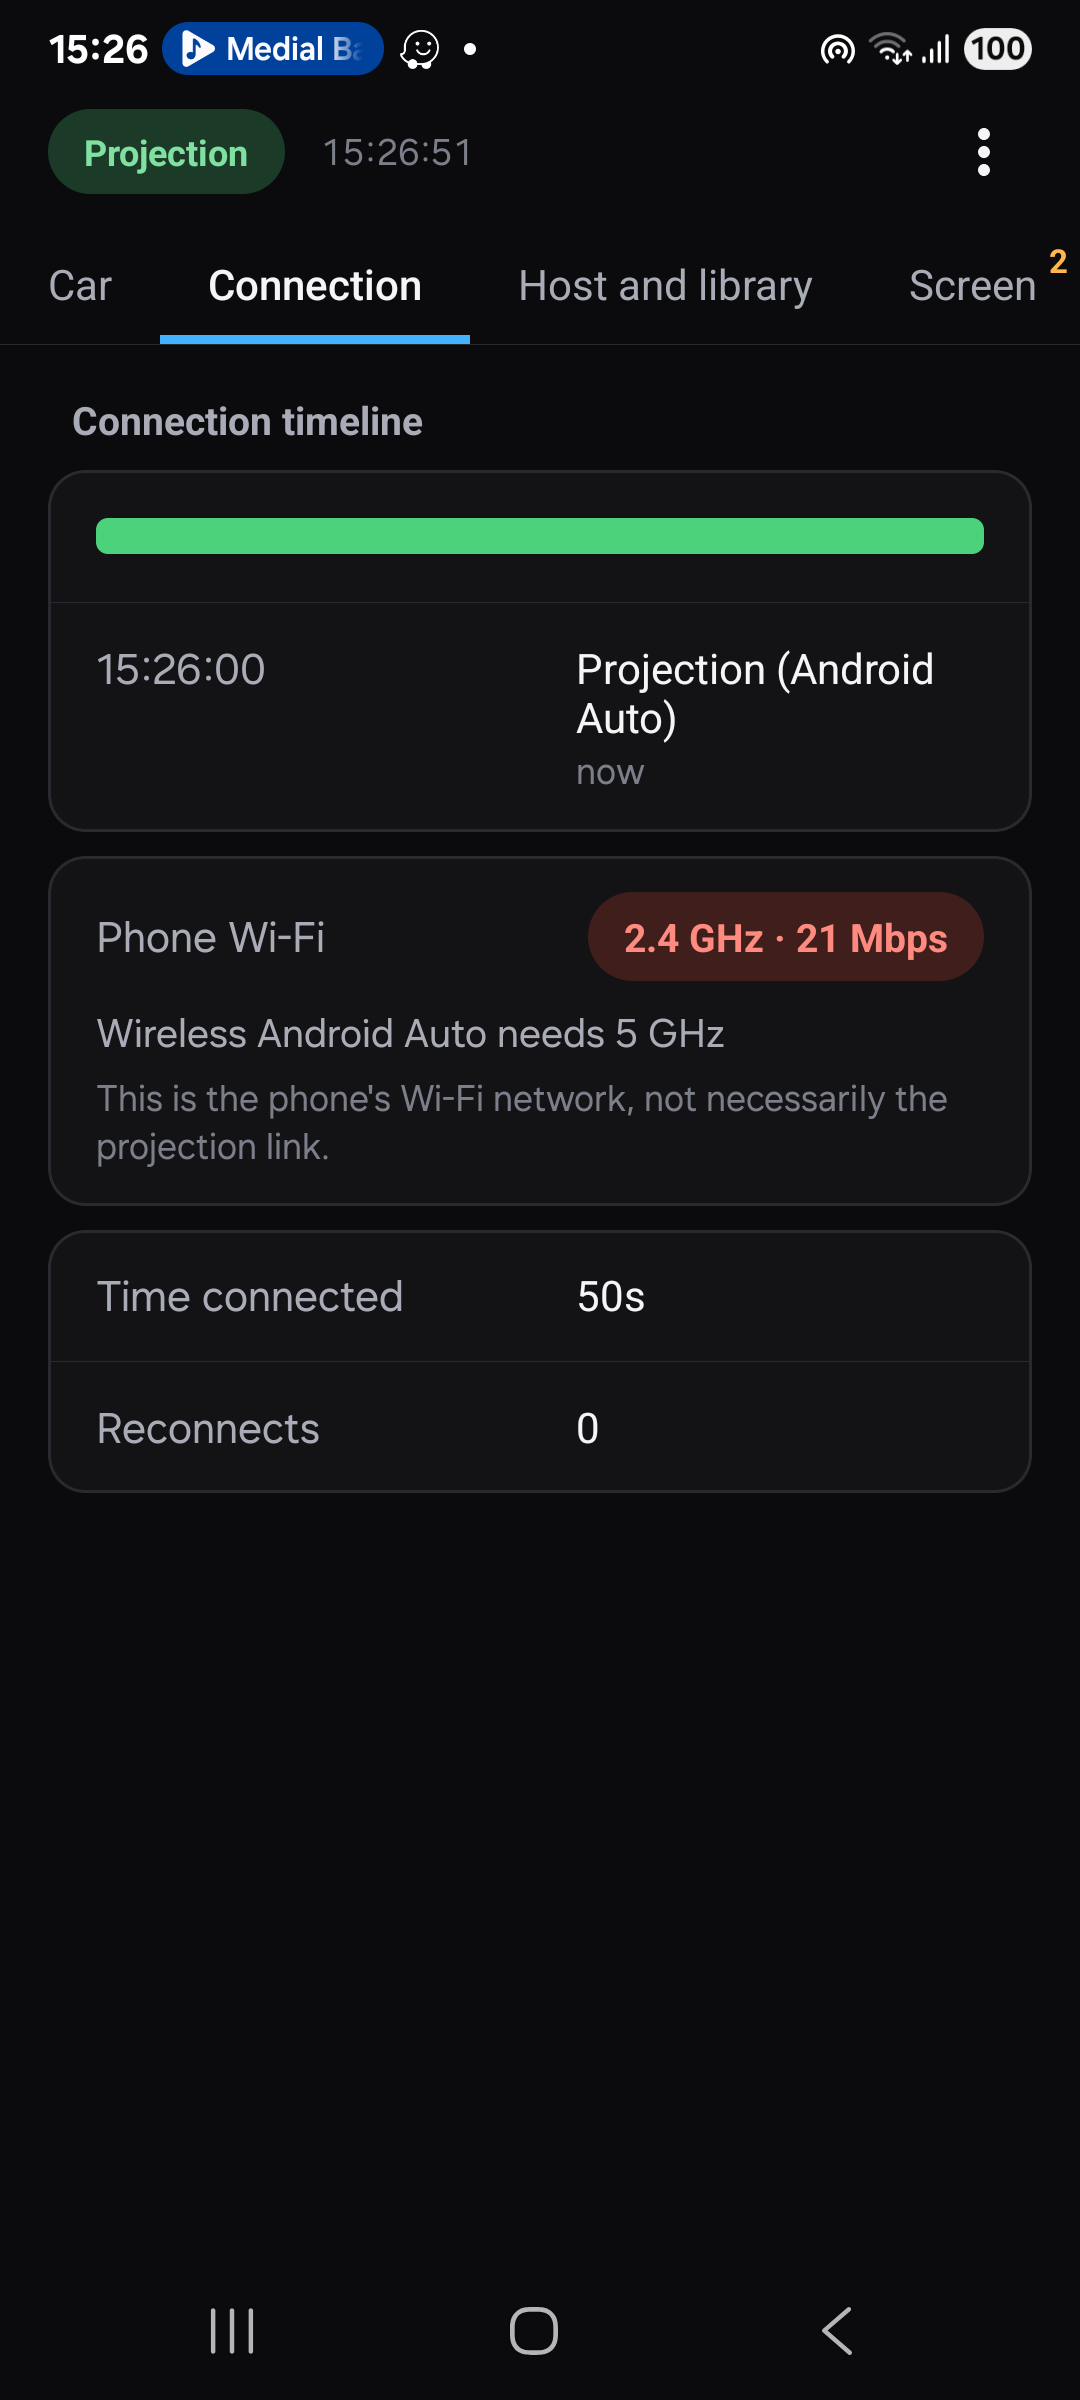 15:26
Medial
100
Projection
15:26:51
Car
Connection
Host and library
Screen
2
Connection timeline
15:26:00
Projection (Android
Auto)
now
Phone Wi-Fi
2.4 GHz · 21 Mbps
Wireless Android Auto needs 5 GHz
This is the phone's Wi-Fi network, not necessarily the
projection link.
Time connected
50s
Reconnects
0